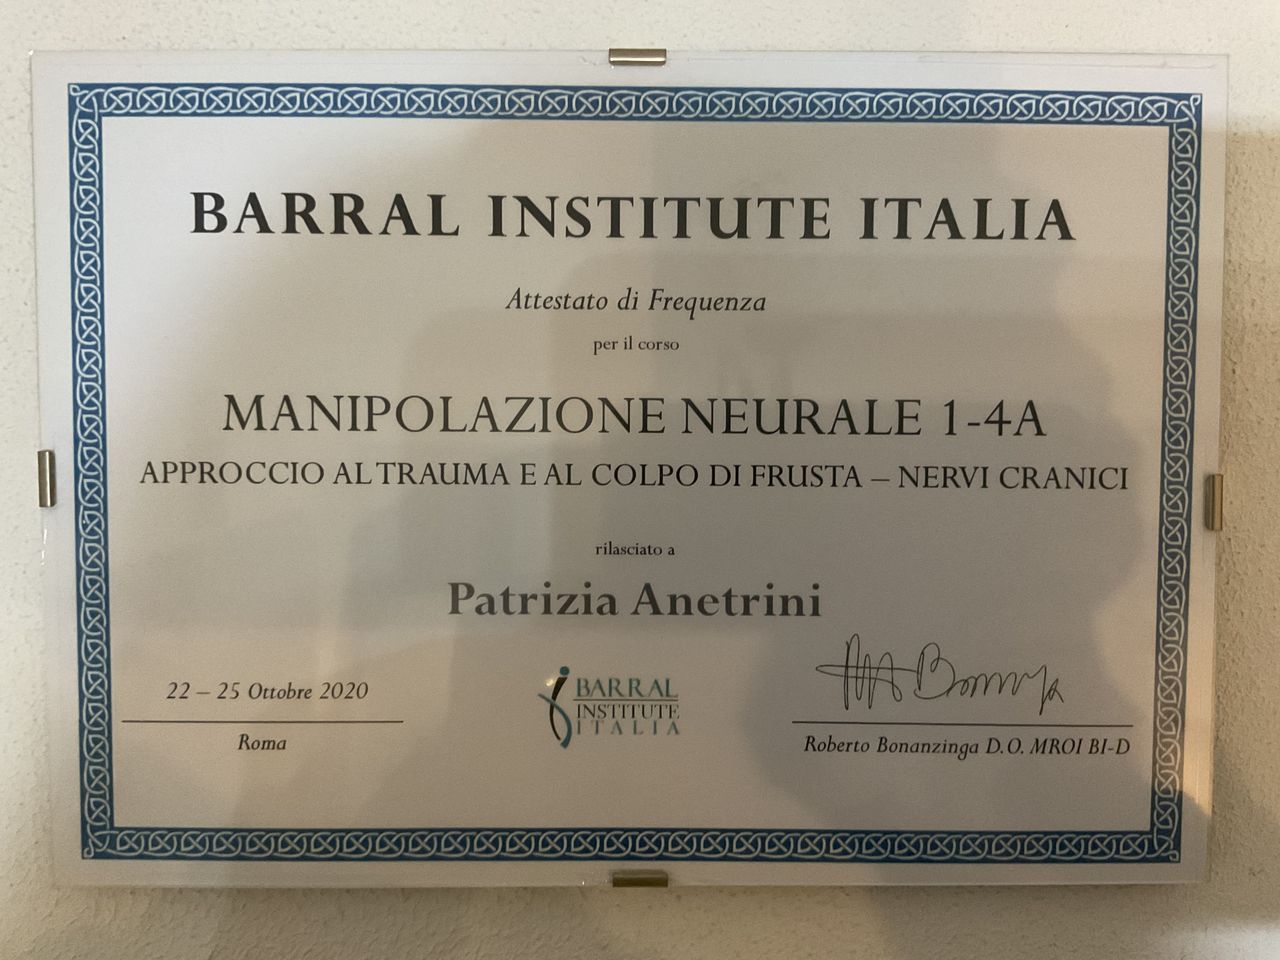 BARRAL INSTITUTE ITALIA
Attestato di Frequenza
per il corso
MANIPOLAZIONE NEURALE 1-4A
APPROCCIO AL TRAUMA E AL COLPO DI FRUSTA – NERVI CRANICI
rilasciato a
Patrizia Anetrini
22 – 25 Ottobre 2020
Roma
BARRAL
INSTITUTE
ITALIA
Roberto Bonanzinga D.O. MROI BI-D